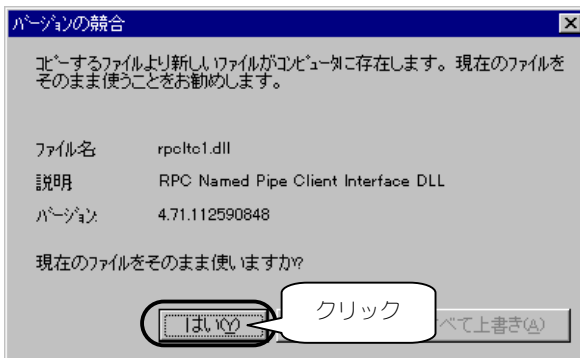 バージョンの競合
コピーするファイルより新しいファイルがコンピュータに存在します。現在のファイルを
そのまま使うことをお勧めします。
ファイル名: rpcltc1.dll
説明: RPC Named Pipe Client Interface DLL
バージョン: 4.71.112590848
現在のファイルをそのまま使いますか?
はい(Y)
クリック
べて上書き(A)